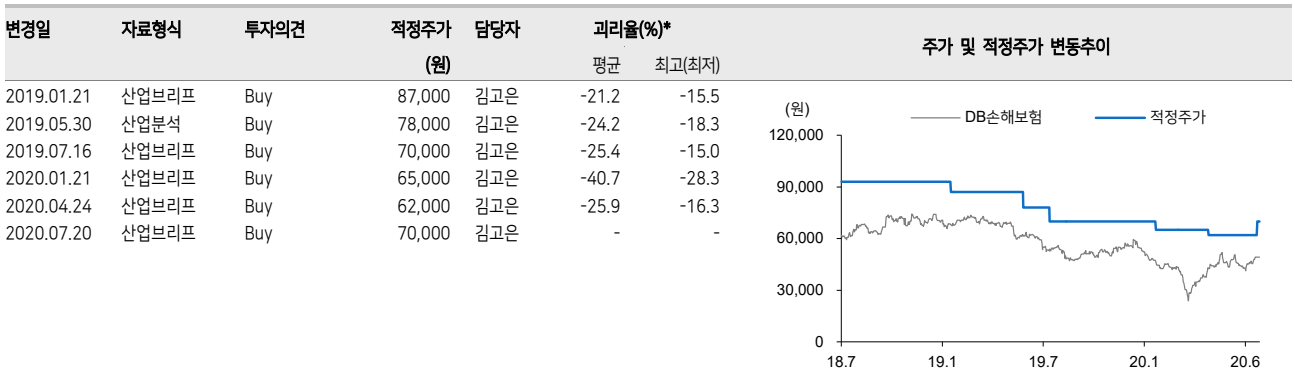 변경일 자료형식 투자의견 적정주가 담당자 괴리율(%)* 주가 및 적정주가 변동추이
(원) 평균 최고(최저)
2019.01.21 산업브리프 Buy 87,000 김고은 -21.2 -15.5
2019.05.30 산업분석 Buy 78,000 김고은 -24.2 -18.3
2019.07.16 산업브리프 Buy 70,000 김고은 -25.4 -15.0
2020.01.21 산업브리프 Buy 65,000 김고은 -40.7 -28.3
2020.04.24 산업브리프 Buy 62,000 김고은 -25.9 -16.3
2020.07.20 산업브리프 Buy 70,000 김고은 - -
(원) DB손해보험 적정주가
120,000
90,000
60,000
30,000
0
18.7 19.1 19.7 20.1 20.6